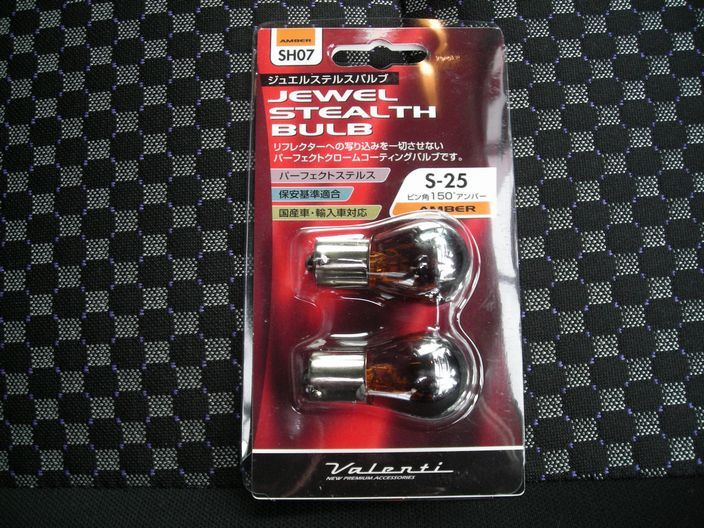 AMBER
SH07
ジュエルステルスバルブ
JEWEL
STEALTH
BULB
リフレクターへの写り込みを一切させない
パーフェクトクロームコーティングバルブです。
パーフェクトステルス
保安基準適合
国産車・輸入車対応
S-25
ピン角150°アンバー
AMBER
Valenti
NEW PREMIUM ACCESSORIES